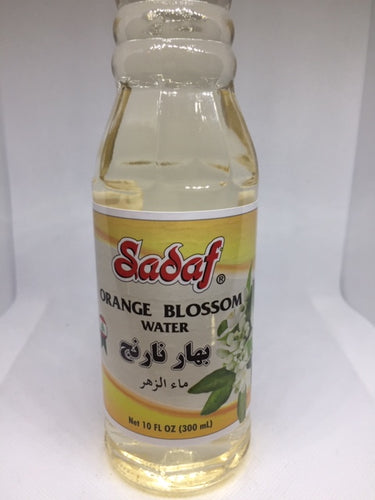 Sadaf®
ORANGE BLOSSOM
WATER
بهار نارنج
ماء الزهر
Net 10 FL OZ (300 mL)